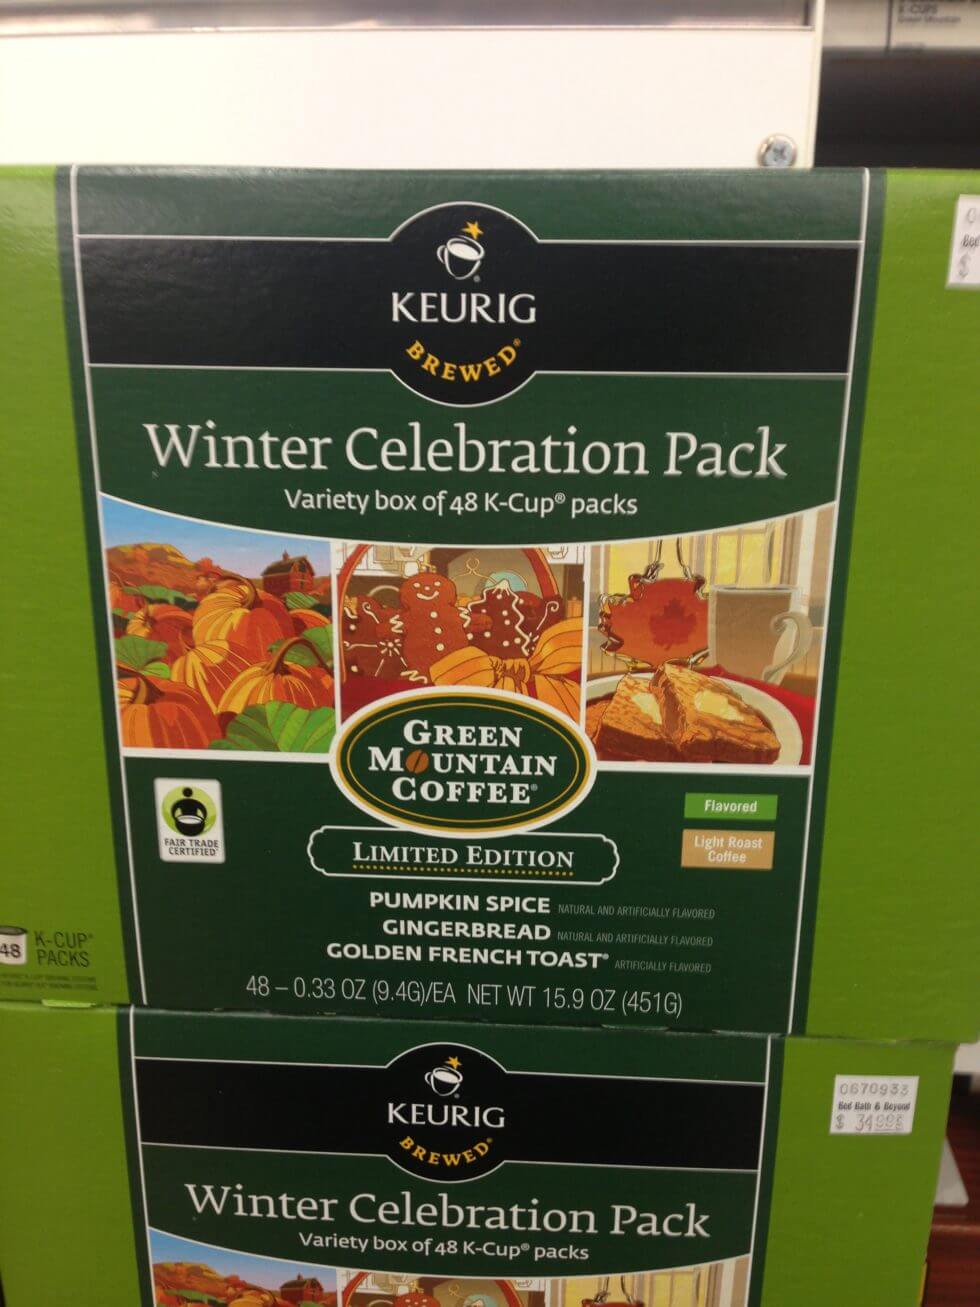 K-CUPS
KEURIG
BREWED®
Winter Celebration Pack
Variety box of 48 K-Cup® packs
GREEN
MOUNTAIN
COFFEE®
FAIR TRADE
CERTIFIED
Flavored
Light Roast
Coffee
LIMITED EDITION
PUMPKIN SPICE NATURAL AND ARTIFICIALLY FLAVORED
GINGERBREAD NATURAL AND ARTIFICIALLY FLAVORED
GOLDEN FRENCH TOAST® ARTIFICIALLY FLAVORED
48 – 0.33 OZ (9.4G)/EA NET WT 15.9 OZ (451G)
48 K-CUP®
PACKS
KEURIG
BREWED®
0670933
Bed Bath & Beyond
$ 34.99
Winter Celebration Pack
Variety box of 48 K-Cup® packs